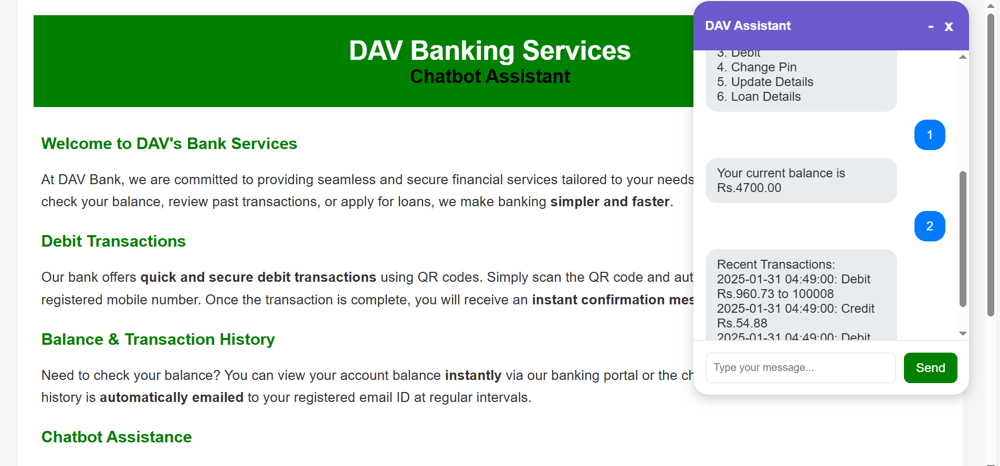 DAV Banking Services
Chatbot Assistant
Welcome to DAV's Bank Services
At DAV Bank, we are committed to providing seamless and secure financial services tailored to your needs
check your balance, review past transactions, or apply for loans, we make banking simpler and faster.
Debit Transactions
Our bank offers quick and secure debit transactions using QR codes. Simply scan the QR code and aut
registered mobile number. Once the transaction is complete, you will receive an instant confirmation mes
Balance & Transaction History
Need to check your balance? You can view your account balance instantly via our banking portal or the ch
history is automatically emailed to your registered email ID at regular intervals.
Chatbot Assistance
DAV Assistant
- x
3. Debit
4. Change Pin
5. Update Details
6. Loan Details
1
Your current balance is
Rs.4700.00
2
Recent Transactions:
2025-01-31 04:49:00: Debit
Rs.960.73 to 100008
2025-01-31 04:49:00: Credit
Rs.54.88
2025-01-31 04:49:00: Debit
Type your message...
Send